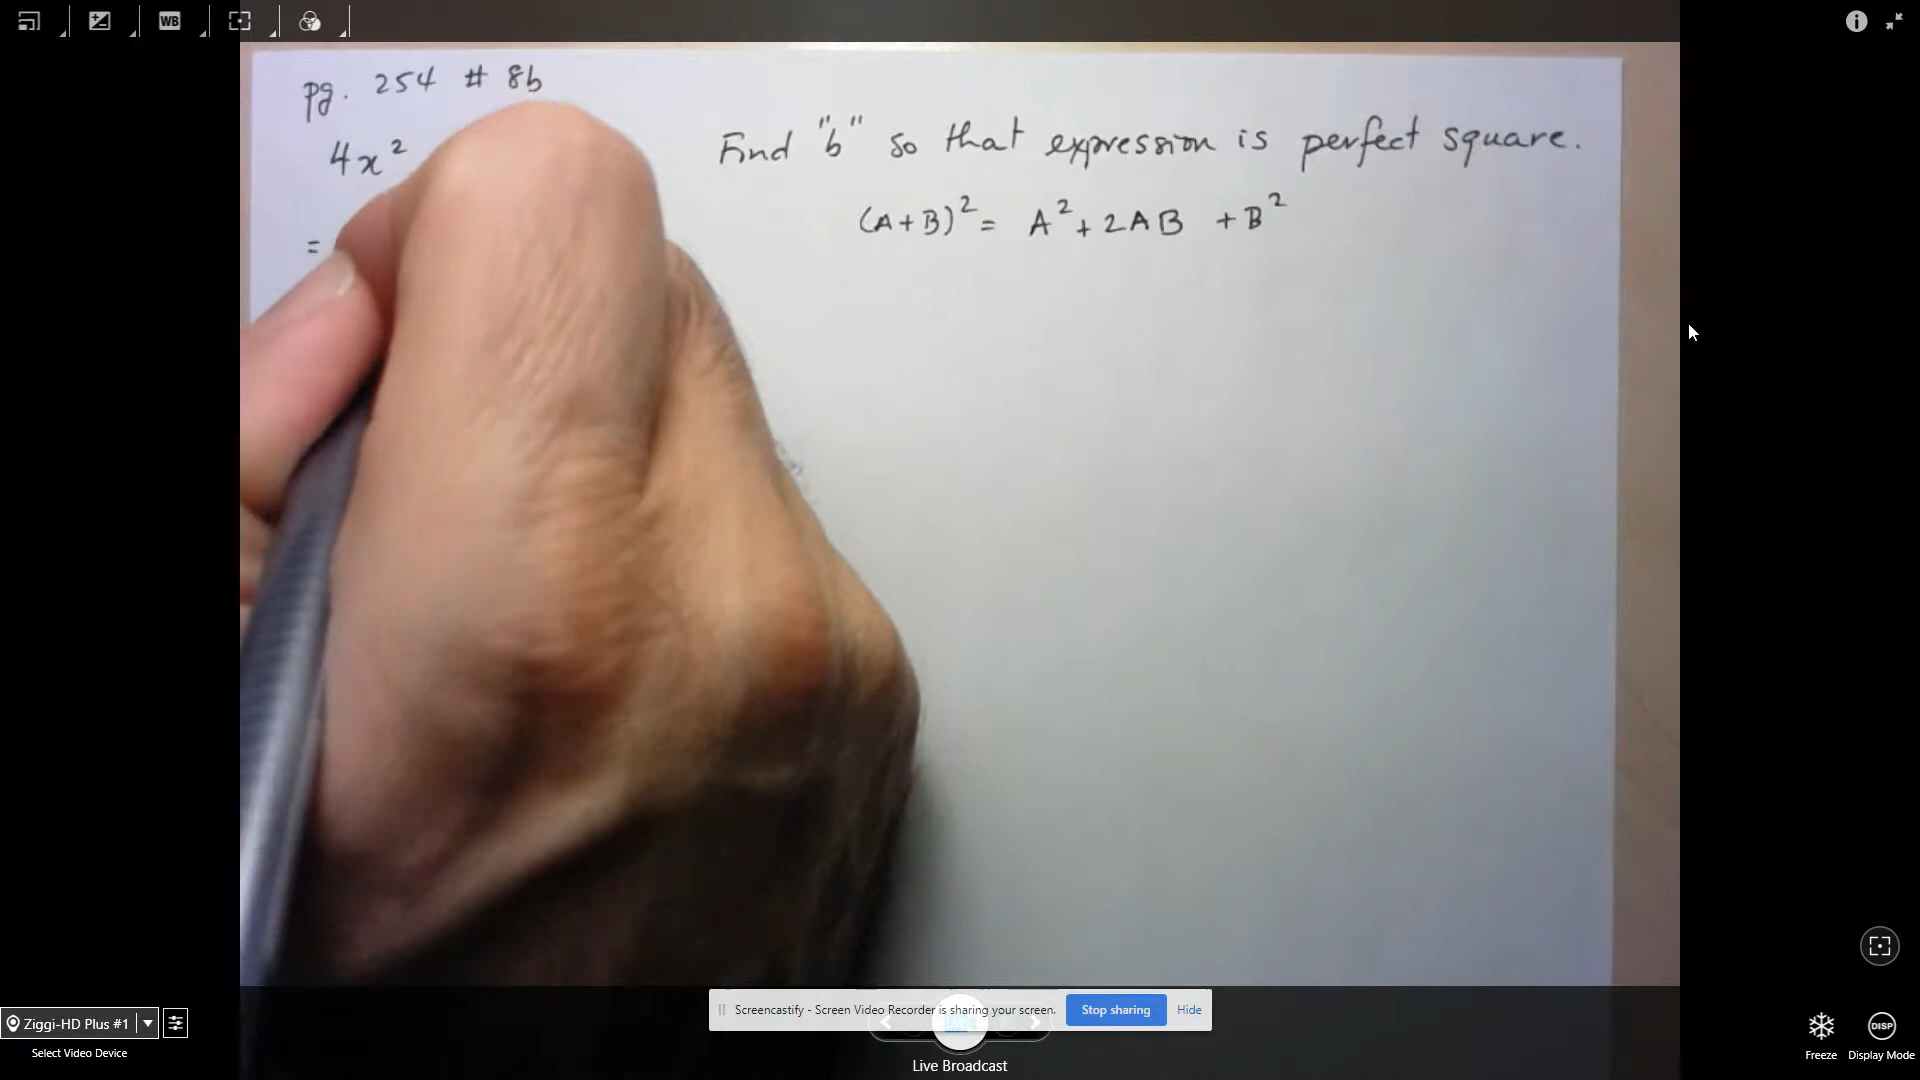 WB
pg. 254 # 8b
Find "b" so that expression is perfect square.
4x²
(A+B)² = A² + 2AB + B²
=
Screencastify - Screen Video Recorder is sharing your screen.
Stop sharing
Hide
Ziggi-HD Plus #1
Select Video Device
Live Broadcast
DISP
Freeze
Display Mode